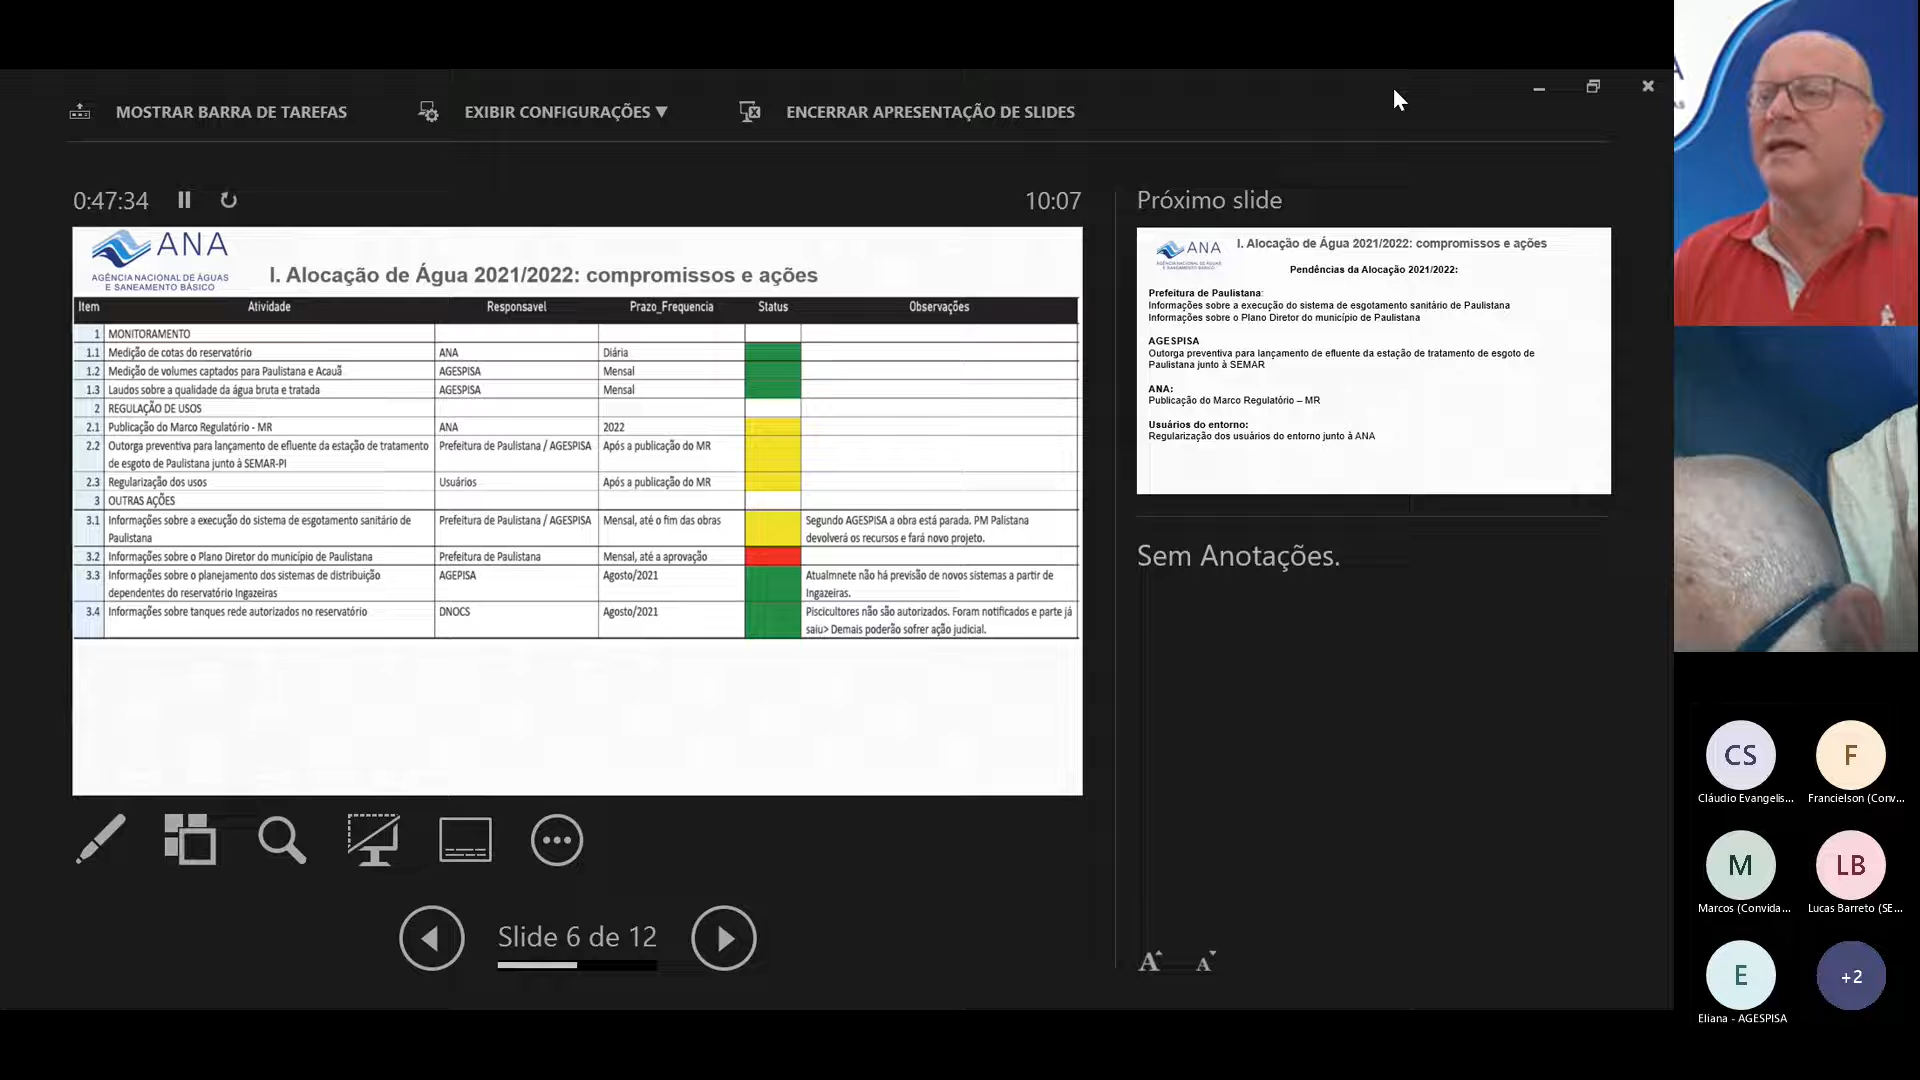 MOSTRAR BARRA DE TAREFAS
EXIBIR CONFIGURAÇÕES ▼
ENCERRAR APRESENTAÇÃO DE SLIDES
0:47:34
10:07
ANA
AGÊNCIA NACIONAL DE ÁGUAS
E SANEAMENTO BÁSICO
I. Alocação de Água 2021/2022: compromissos e ações
Item Atividade Responsavel Prazo_Frequencia Status Observações
1 MONITORAMENTO
1.1 Medição de cotas do reservatório ANA Diária
1.2 Medição de volumes captados para Paulistana e Acauã AGESPISA Mensal
1.3 Laudos sobre a qualidade da água bruta e tratada AGESPISA Mensal
2 REGULAÇÃO DE USOS
2.1 Publicação do Marco Regulatório - MR ANA 2022
2.2 Outorga preventiva para lançamento de efluente da estação de tratamento Prefeitura de Paulistana / AGESPISA Após a publicação do MR
de esgoto de Paulistana junto à SEMAR-PI
2.3 Regularização dos usos Usuários Após a publicação do MR
3 OUTRAS AÇÕES
3.1 Informações sobre a execução do sistema de esgotamento sanitário de Prefeitura de Paulistana / AGESPISA Mensal, até o fim das obras Segundo AGESPISA a obra está parada. PM Palistana
Paulistana devolverá os recursos e fará novo projeto.
3.2 Informações sobre o Plano Diretor do município de Paulistana Prefeitura de Paulistana Mensal, até a aprovação
3.3 Informações sobre o planejamento dos sistemas de distribuição AGEPISA Agosto/2021 Atualmnete não há previsão de novos sistemas a partir de
dependentes do reservatório Ingazeiras Ingazeiras.
3.4 Informações sobre tanques rede autorizados no reservatório DNOCS Agosto/2021 Piscicultores não são autorizados. Foram notificados e parte já
saiu> Demais poderão sofrer ação judicial.
Slide 6 de 12
Próximo slide
ANA
AGÊNCIA NACIONAL DE ÁGUAS
E SANEAMENTO BÁSICO
I. Alocação de Água 2021/2022: compromissos e ações
Pendências da Alocação 2021/2022:
Prefeitura de Paulistana:
Informações sobre a execução do sistema de esgotamento sanitário de Paulistana
Informações sobre o Plano Diretor do município de Paulistana
AGESPISA
Outorga preventiva para lançamento de efluente da estação de tratamento de esgoto de
Paulistana junto à SEMAR
ANA:
Publicação do Marco Regulatório – MR
Usuários do entorno:
Regularização dos usuários do entorno junto à ANA
Sem Anotações.
A A
CS F
Cláudio Evangelis... Francielson (Conv...
M LB
Marcos (Convida... Lucas Barreto (SE...
E +2
Eliana - AGESPISA